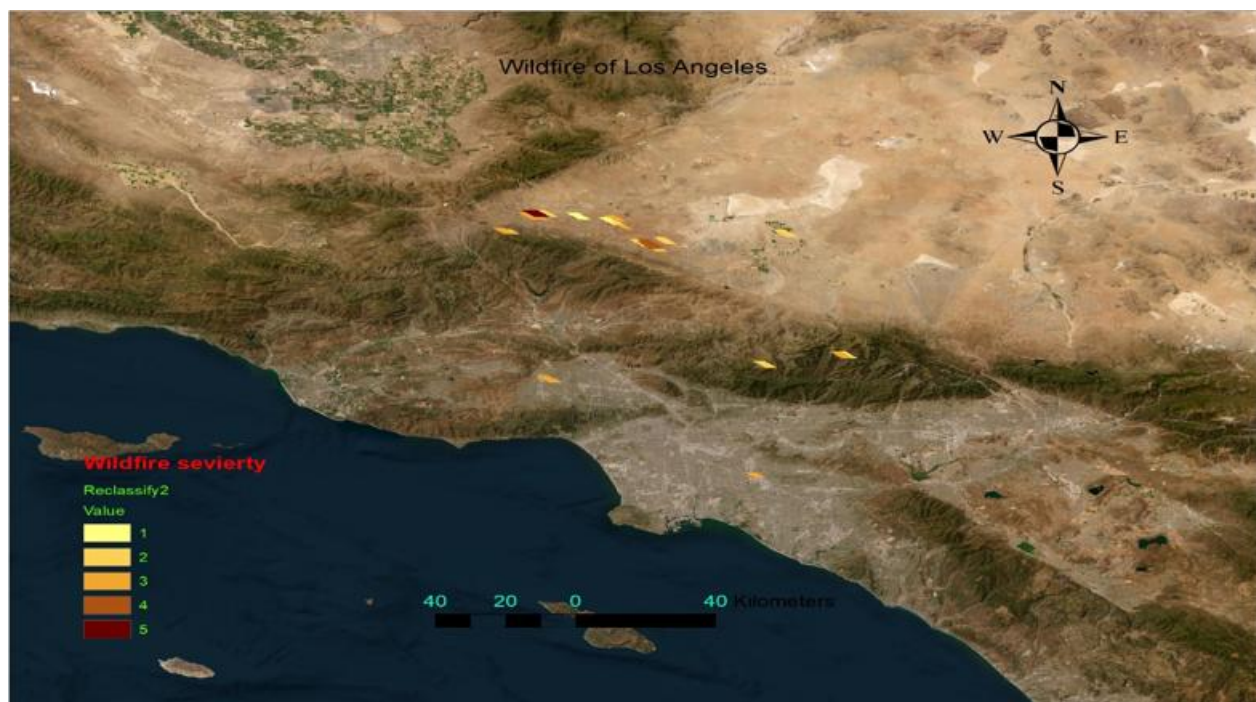 Wildfire of Los Angeles
N
W E
S
Wildfire sevierty
Reclassify2
Value
1
2
3
4
5
40 20 0 40 Kilometers